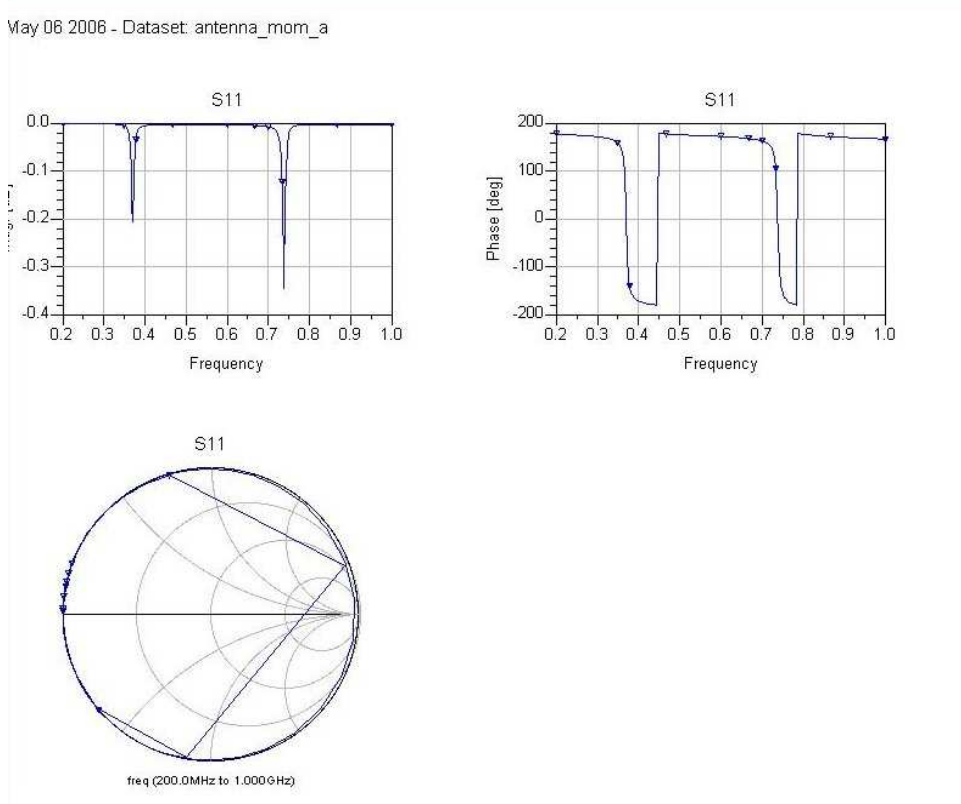 May 06 2006 - Dataset: antenna_mom_a
S11
0.0
-0.1
-0.2
-0.3
-0.4
0.2 0.3 0.4 0.5 0.6 0.7 0.8 0.9 1.0
Frequency
S11
Phase [deg]
200
100
0
-100
-200
0.2 0.3 0.4 0.5 0.6 0.7 0.8 0.9 1.0
Frequency
S11
freq (200.0MHz to 1.000GHz)